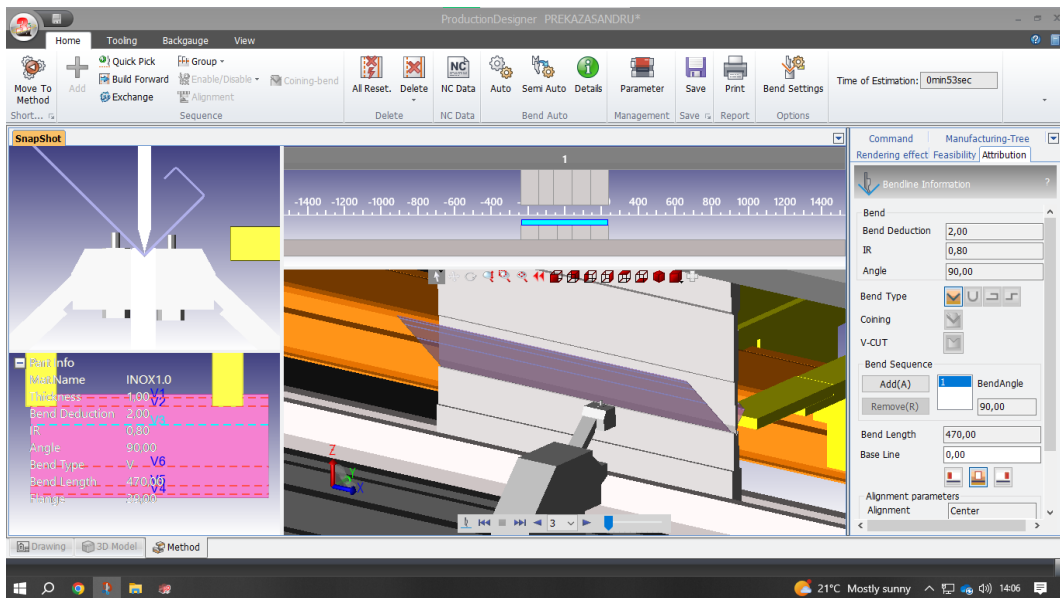 ProductionDesigner PREKAZASANDRU*
Home Tooling Backgauge View
Move To Method
Add
Quick Pick
Build Forward
Exchange
Group
Enable/Disable
Alignment
Coining-bend
All Reset. Delete
NC
NC Data
Auto Semi Auto Details
Parameter
Save
Print
Bend Settings
Time of Estimation: 0min53sec
Short... Sequence Delete NC Data Bend Auto Management Save Report Options
SnapShot
1
-1400 -1200 -1000 -800 -600 -400 400 600 800 1000 1200 1400
Part Info
Matl.Name INOX1.0
Thickness 1.00
V1
V2
Bend Deduction 2.00
IR 0.80
Angle 90.00
Bend Type V
V6
Bend Length 470.00
V5
V4
Z
Y
X
3
Command Manufacturing-Tree
Rendering effect Feasibility Attribution
Bendline Information ?
Bend
Bend Deduction 2,00
IR 0,80
Angle 90,00
Bend Type
Coining
V-CUT
Bend Sequence
Add(A) 1 BendAngle
Remove(R) 90,00
Bend Length 470,00
Base Line 0,00
Alignment parameters
Alignment Center
Drawing 3D Model Method
21°C Mostly sunny 14:06